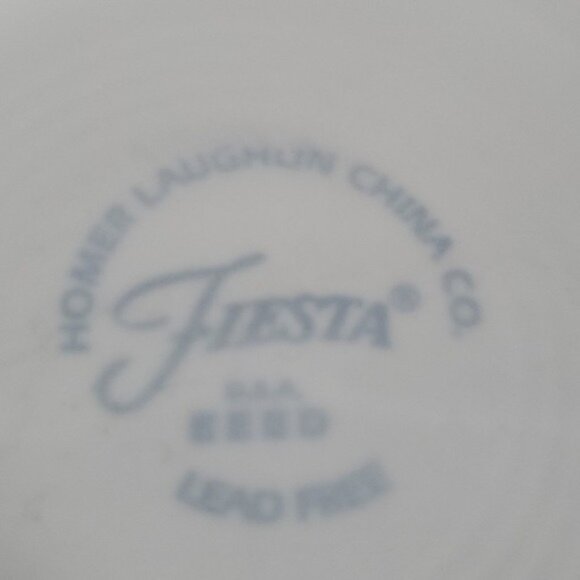 HOMER LAUGHLIN CHINA CO.
FIESTA®
U.S.A.
LEAD FREE